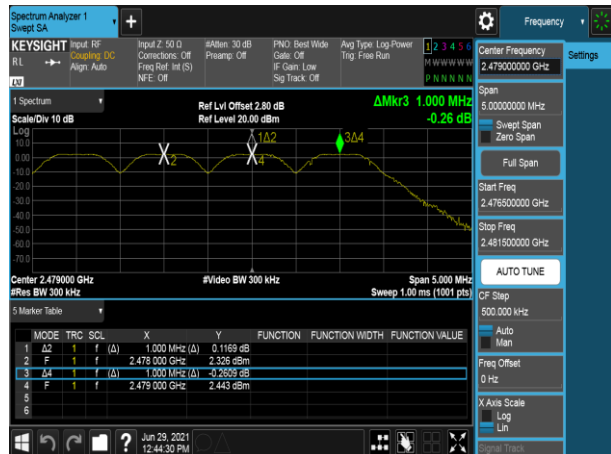 Spectrum Analyzer 1
Swept SA
+
Frequency
KEYSIGHT
RL
LXI
Input: RF
Coupling: DC
Align: Auto
Input Z: 50 Ω
Corrections: Off
Freq Ref: Int (S)
NFE: Off
#Atten: 30 dB
Preamp: Off
PNO: Best Wide
Gate: Off
IF Gain: Low
Sig Track: Off
Avg Type: Log-Power
Trig: Free Run
1 2 3 4 5 6
M W W W W W
P N N N N N
1 Spectrum
Scale/Div 10 dB
Ref Lvl Offset 2.80 dB
Ref Level 20.00 dBm
ΔMkr3 1.000 MHz
-0.26 dB
Log
10.0
0.00
-10.0
-20.0
-30.0
-40.0
-50.0
-60.0
-70.0
2
1Δ2
4
3Δ4
Center 2.479000 GHz
#Res BW 300 kHz
#Video BW 300 kHz
Span 5.000 MHz
Sweep 1.00 ms (1001 pts)
5 Marker Table
MODE TRC SCL X Y FUNCTION FUNCTION WIDTH FUNCTION VALUE
1 Δ2 1 f (Δ) 1.000 MHz (Δ) 0.1169 dB
2 F 1 f 2.478 000 GHz 2.326 dBm
3 Δ4 1 f (Δ) 1.000 MHz (Δ) -0.2609 dB
4 F 1 f 2.479 000 GHz 2.443 dBm
5
6
?
Jun 29, 2021
12:44:30 PM
Center Frequency
2.479000000 GHz
Settings
Span
5.00000000 MHz
Swept Span
Zero Span
Full Span
Start Freq
2.476500000 GHz
Stop Freq
2.481500000 GHz
AUTO TUNE
CF Step
500.000 kHz
Auto
Man
Freq Offset
0 Hz
X Axis Scale
Log
Lin
Signal Track